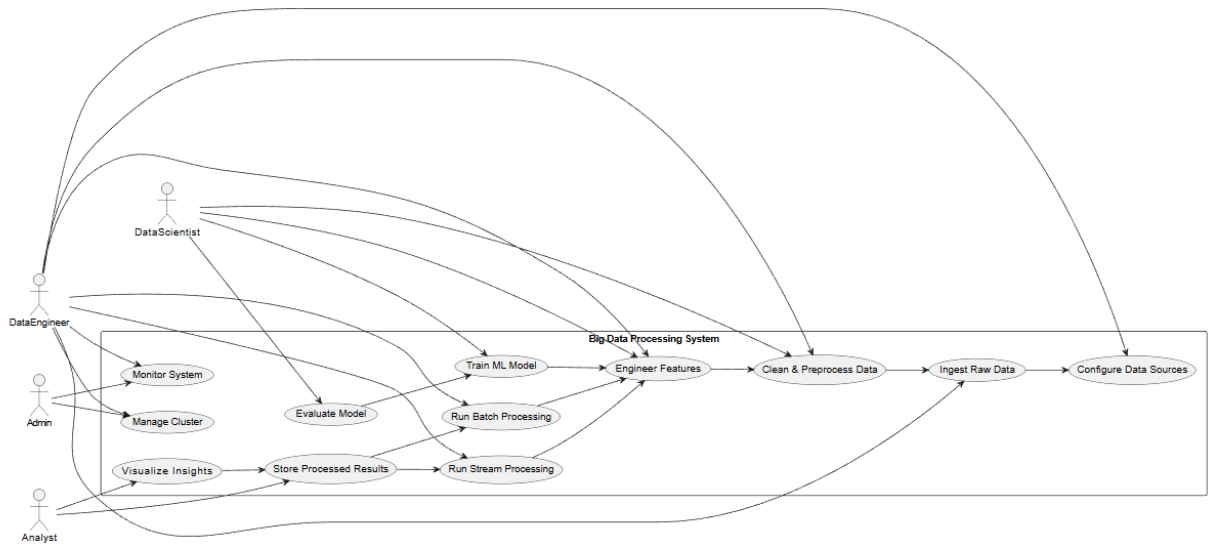 DataScientist
DataEngineer
Big Data Processing System
Monitor System
Train ML Model
Engineer Features
Clean & Preprocess Data
Ingest Raw Data
Configure Data Sources
Admin
Manage Cluster
Evaluate Model
Run Batch Processing
Visualize Insights
Store Processed Results
Run Stream Processing
Analyst